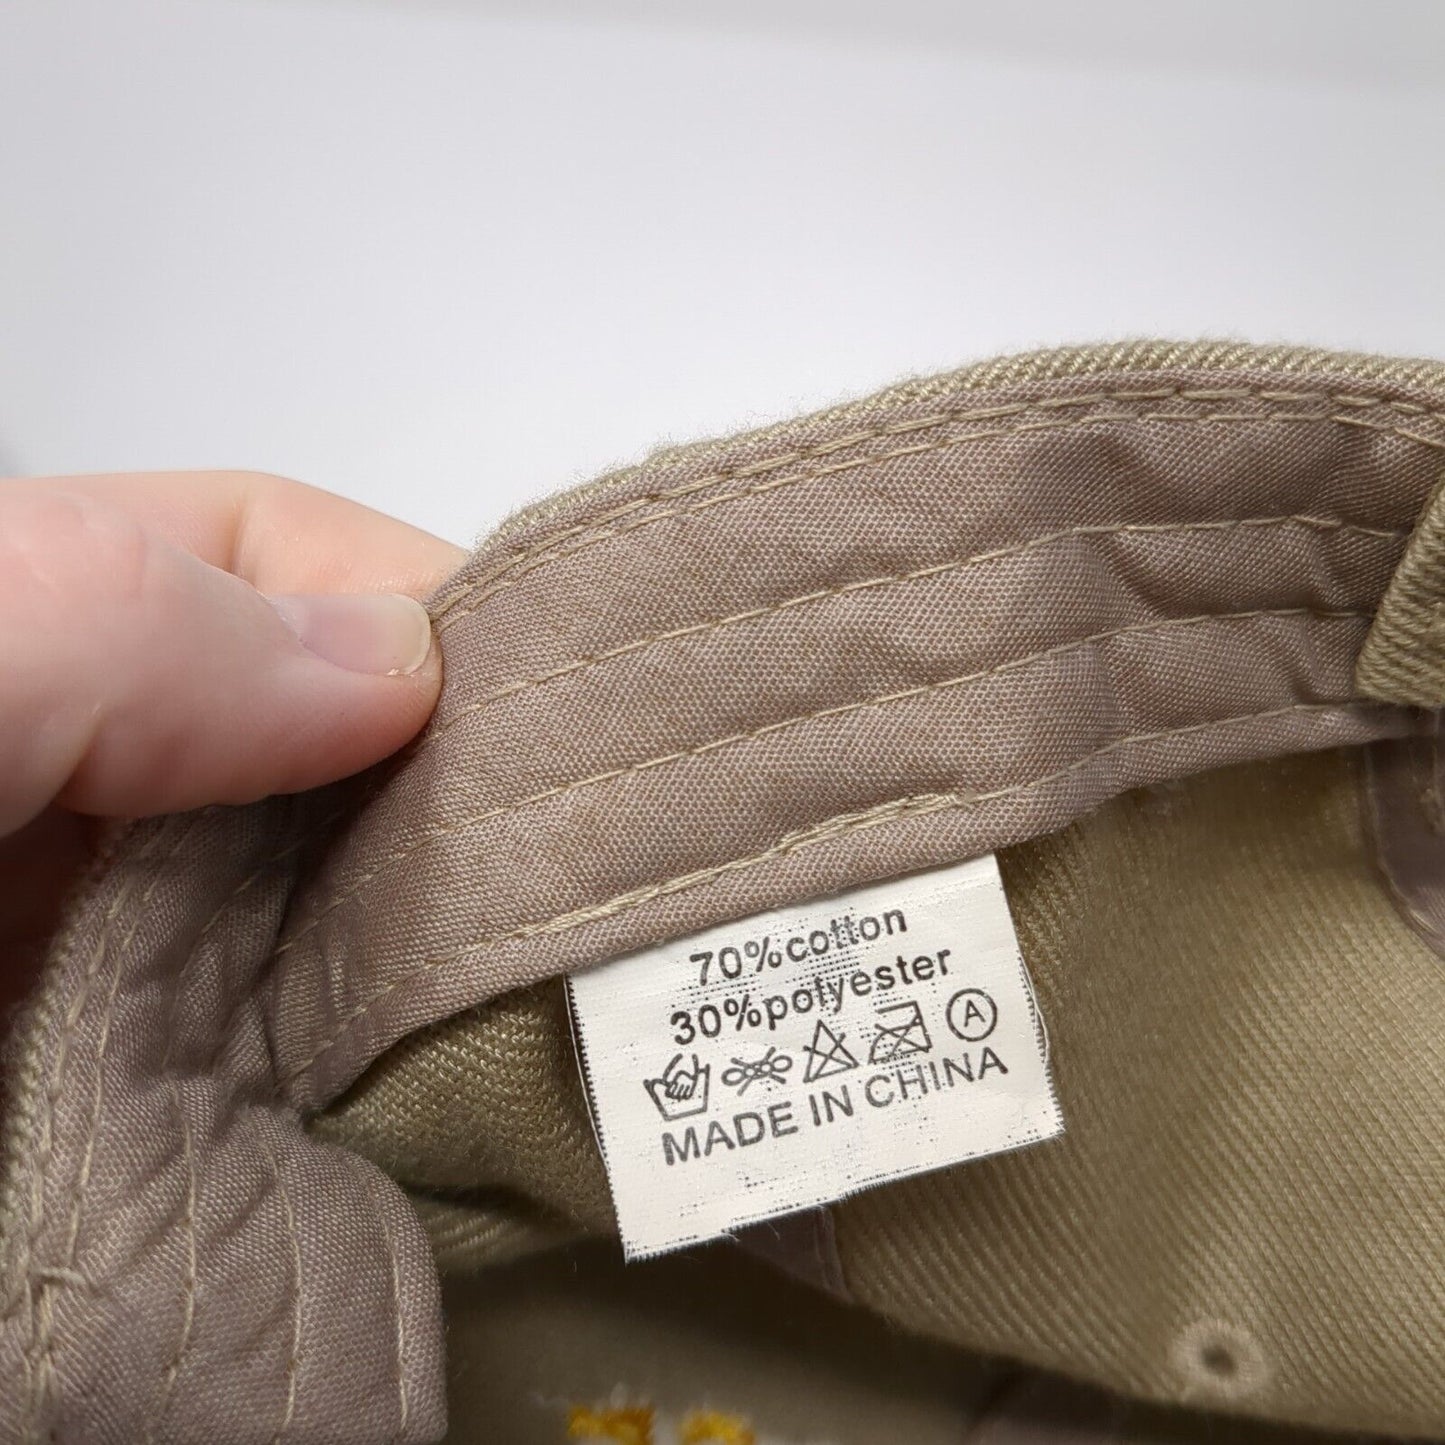 70%cotton
30%polyester
A
MADE IN CHINA